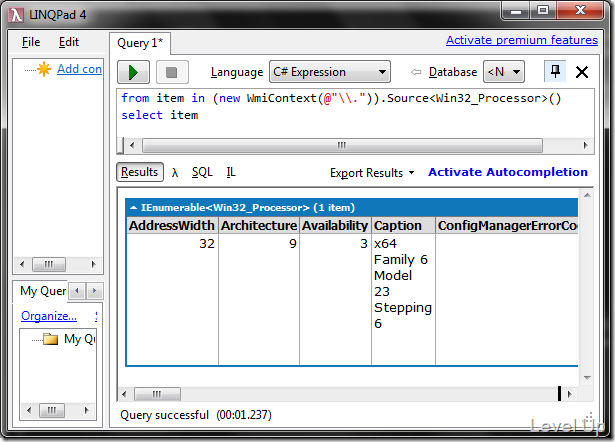 LINQPad 4
File Edit
Query 1*
Activate premium features
Add con
Language C# Expression Database <N
from item in (new WmiContext(@"\\.")).Source<Win32_Processor>()
select item
Results λ SQL IL Export Results Activate Autocompletion
IEnumerable<Win32_Processor> (1 item)
AddressWidth Architecture Availability Caption ConfigManagerErrorCo
32 9 3 x64
Family 6
Model
23
Stepping
6
My Quer
Organize...
My Qu
Query successful (00:01.237)
LeveL Up